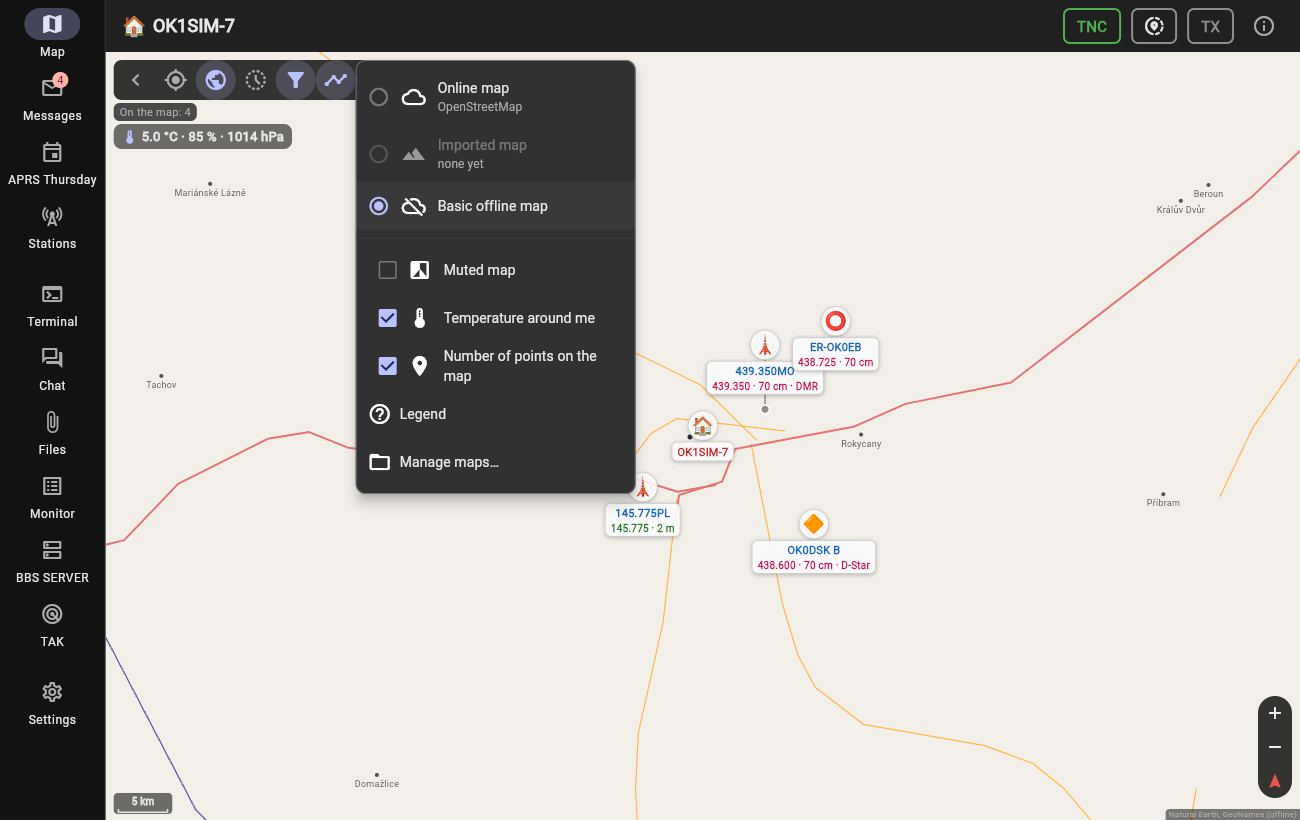 OK1SIM-7
TNC
TX
Map
4
Messages
APRS Thursday
Stations
Terminal
Chat
Files
Monitor
BBS SERVER
TAK
Settings
On the map: 4
5.0 °C · 85 % · 1014 hPa
Online map
OpenStreetMap
Imported map
none yet
Basic offline map
Muted map
Temperature around me
Number of points on the
map
Legend
Manage maps…
Mariánské Lázně
Beroun
Králův Dvůr
Tachov
ER-OK0EB
438.725 · 70 cm
439.350MO
439.350 · 70 cm · DMR
OK1SIM-7
Rokycany
145.775PL
145.775 · 2 m
Příbram
OK0DSK B
438.600 · 70 cm · D-Star
Domažlice
5 km
+
−
Natural Earth, GeoNames (offline)